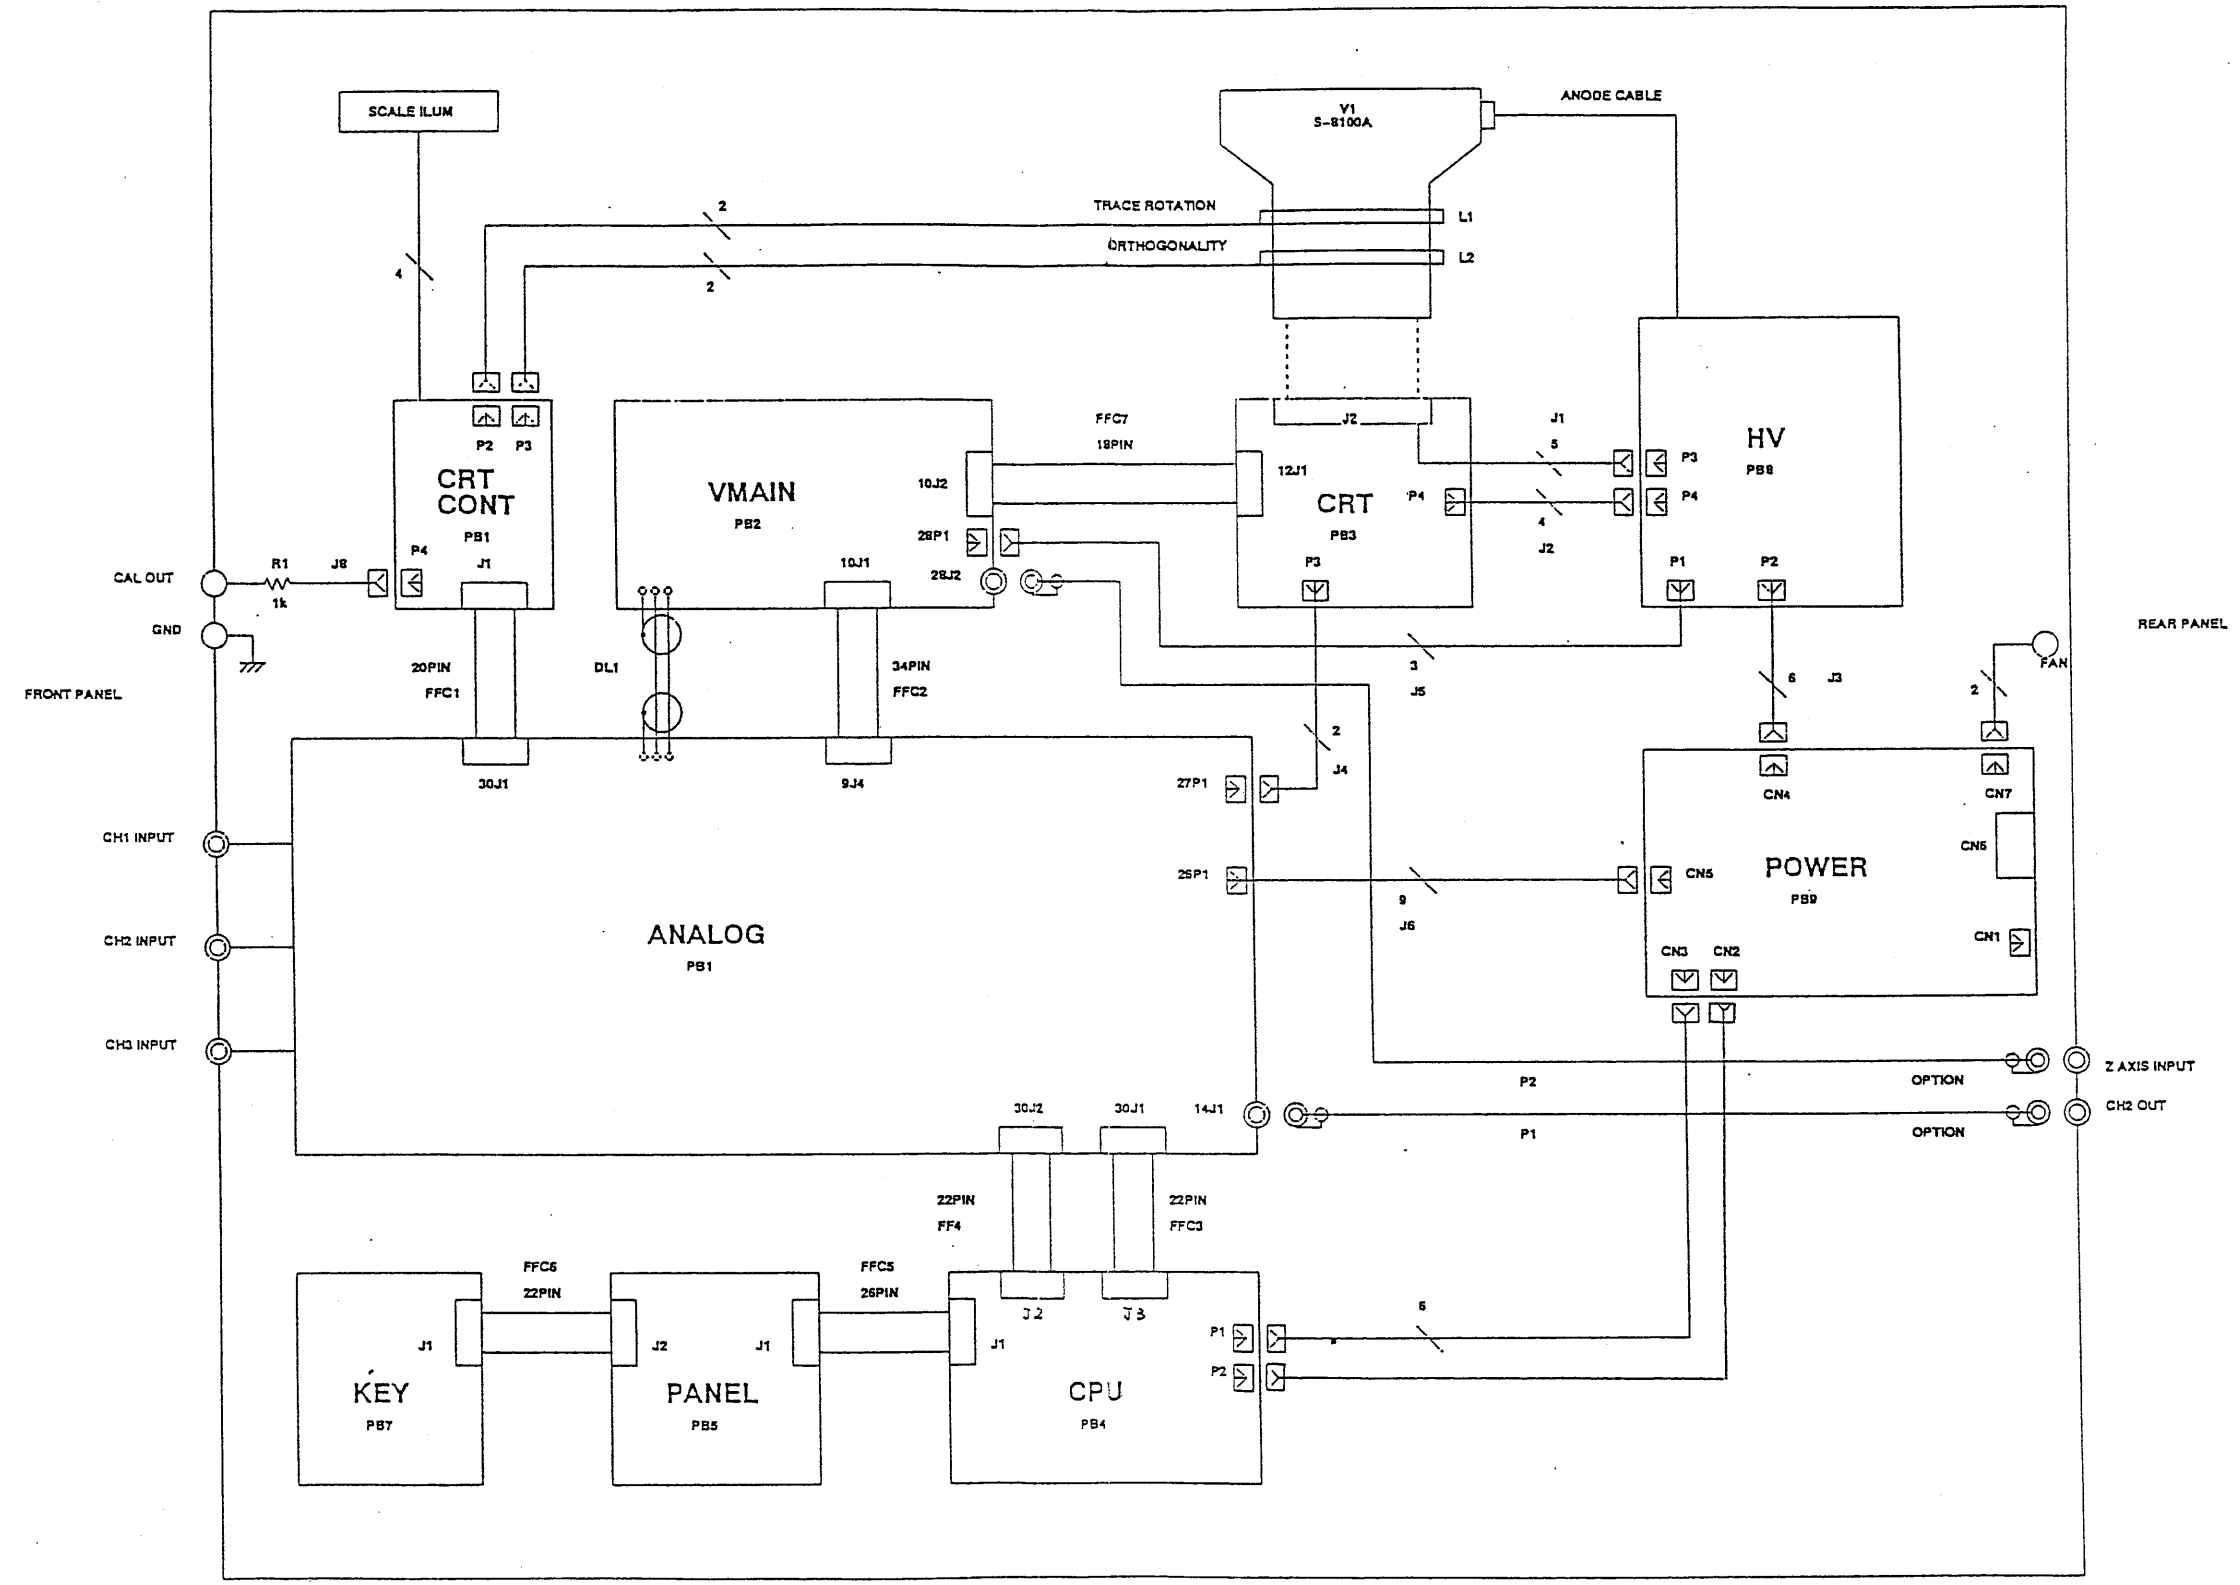 ANODE CABLE
SCALE ILUM
V1
S-8100A
2
TRACE ROTATION
L1
ORTHOGONALITY
L2
4
2
FFC7
J2
J1
18PIN
5
HV
P2 P3
P3
PB8
CRT
CONT
10J2
12J1
VMAIN
CRT
P4
P4
PB2
4
PB1
28P1
PB3
J2
P4
R1
J8
J1
10J1
P3
P1
P2
CAL OUT
28J2
1k
GND
REAR PANEL
FAN
20PIN
DL1
34PIN
3
6
J3
FRONT PANEL
FFC1
FFC2
J5
2
2
J4
30J1
9J4
27P1
CN4
CN7
CH1 INPUT
CN6
26P1
CN5
POWER
9
PB9
J6
ANALOG
CH2 INPUT
CN1
PB1
CN3
CN2
CH3 INPUT
Z AXIS INPUT
P2
OPTION
30J2
30J1
14J1
CH2 OUT
P1
OPTION
22PIN
22PIN
FF4
FFC3
FFC6
FFC5
22PIN
26PIN
6
J2
J3
P1
J1
J2
J1
J1
P2
KEY
PANEL
CPU
PB7
PB5
PB4